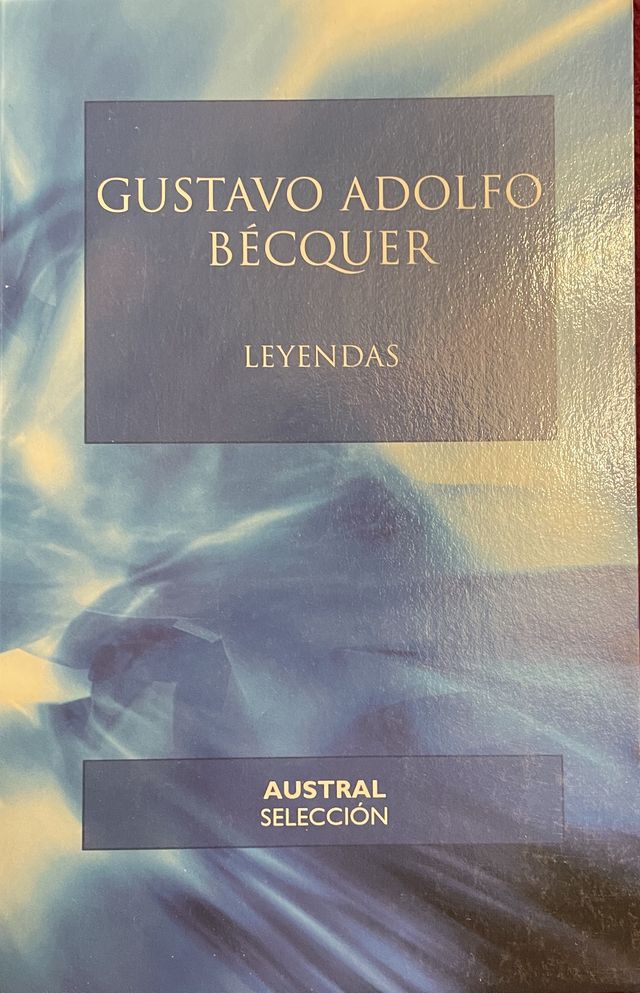 GUSTAVO ADOLFO
BÉCQUER
LEYENDAS
AUSTRAL
SELECCIÓN